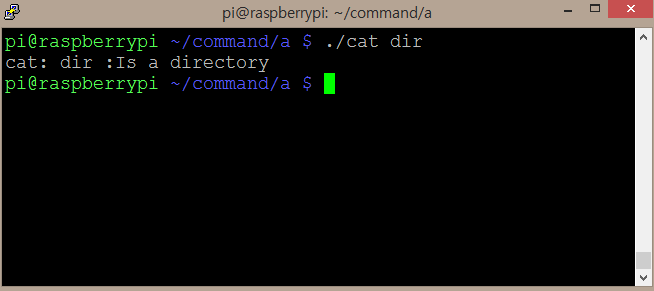 pi@raspberrypi: ~/command/a
pi@raspberrypi ~/command/a $ ./cat dir
cat: dir :Is a directory
pi@raspberrypi ~/command/a $